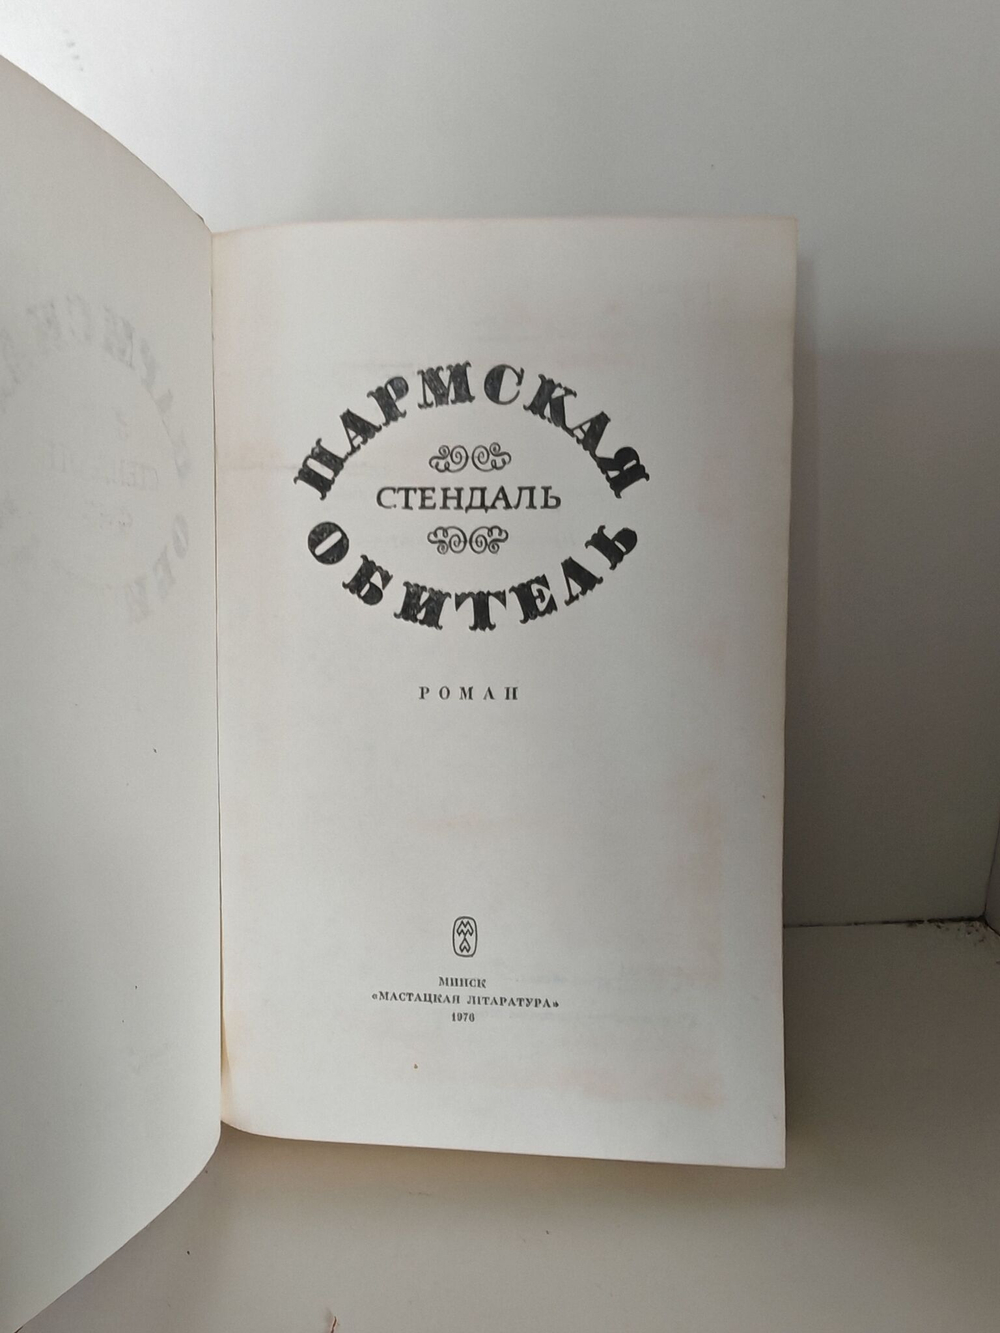 ПАРМСКАЯ
СТЕНДАЛЬ
ОБИТЕЛЬ
РОМАН
МИНСК
«МАСТАЦКАЯ ЛІТАРАТУРА»
1976